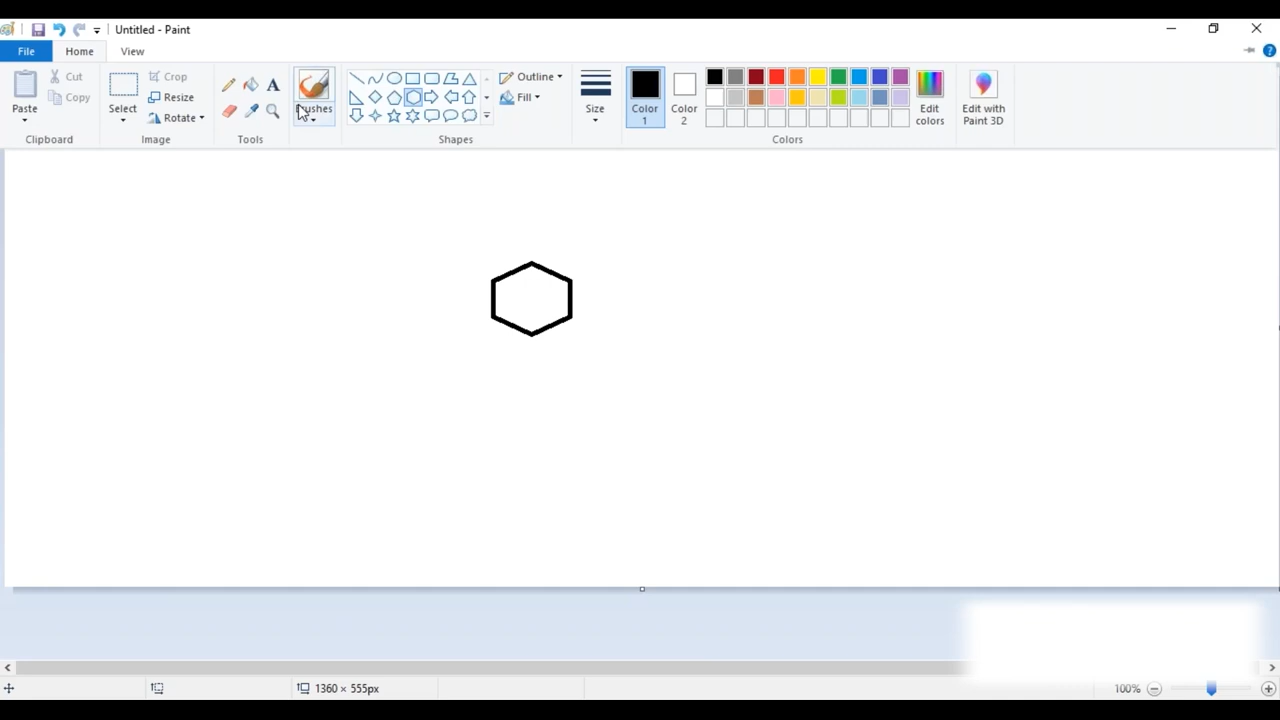 Untitled - Paint
File Home View
Paste
Cut
Copy
Clipboard
Select
Crop
Resize
Rotate
Image
A
Tools
Brushes
Shapes
Outline
Fill
Size
Color 1
Color 2
Edit colors
Colors
Edit with Paint 3D
1360 × 555px
100%